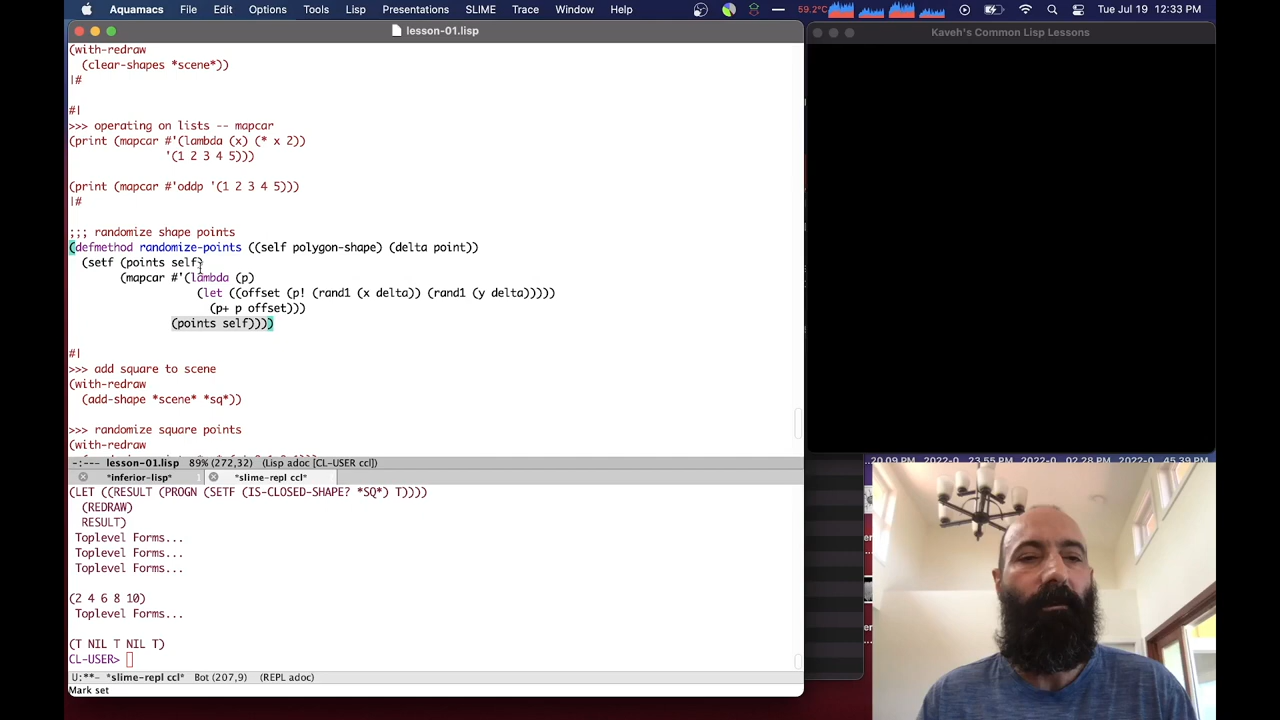 Aquamacs File Edit Options Tools Lisp Presentations SLIME Trace Window Help 59.2°C Tue Jul 19 12:33 PM
lesson-01.lisp
Kaveh's Common Lisp Lessons
(with-redraw
(clear-shapes *scene*))
|#
#|
>>> operating on lists -- mapcar
(print (mapcar #'(lambda (x) (* x 2))
'(1 2 3 4 5)))
(print (mapcar #'oddp '(1 2 3 4 5)))
|#
;;; randomize shape points
(defmethod randomize-points ((self polygon-shape) (delta point))
(setf (points self)
(mapcar #'(lambda (p)
(let ((offset (p! (rand1 (x delta)) (rand1 (y delta)))))
(p+ p offset)))
(points self))))
#|
>>> add square to scene
(with-redraw
(add-shape *scene* *sq*))
>>> randomize square points
(with-redraw
-:--- lesson-01.lisp 89% (272,32) (Lisp adoc [CL-USER ccl])
*inferior-lisp* *slime-repl ccl*
(LET ((RESULT (PROGN (SETF (IS-CLOSED-SHAPE? *SQ*) T))))
(REDRAW)
RESULT)
Toplevel Forms...
Toplevel Forms...
Toplevel Forms...
(2 4 6 8 10)
Toplevel Forms...
(T NIL T NIL T)
CL-USER>
U:**- *slime-repl ccl* Bot (207,9) (REPL adoc)
Mark set